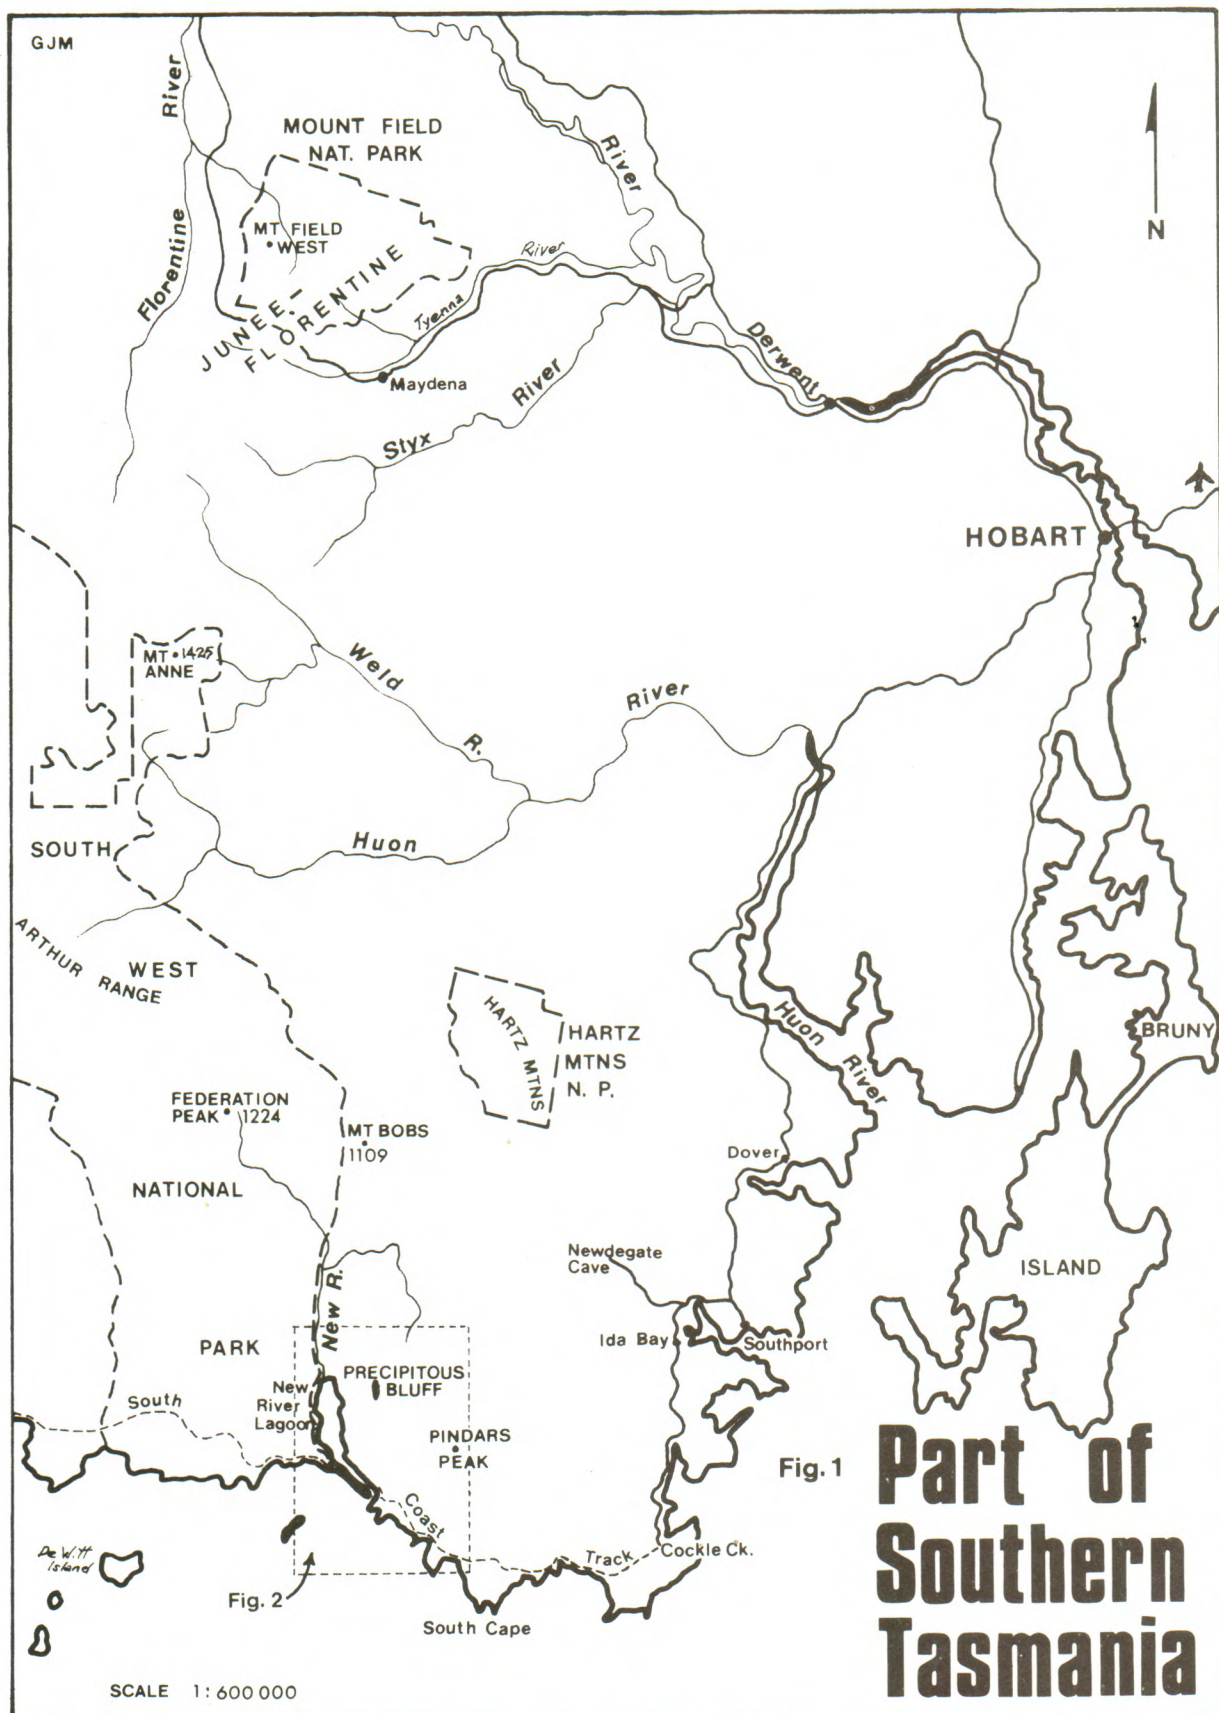 GJM
River
MOUNT FIELD
NAT. PARK
River
N
MT FIELD
WEST
Florentine
River
JUNEE-
FLORENTINE
Tyenna
Derwent
Maydena
River
Styx
HOBART
MT 1425
ANNE
Weld
River
R.
SOUTH
Huon
ARTHUR RANGE
WEST
HARTZ MTNS
HARTZ
MTNS
N. P.
Huon
River
BRUNY
FEDERATION
PEAK 1224
MT BOBS
1109
Dover
NATIONAL
Newdegate
Cave
ISLAND
New R.
PARK
Ida Bay
Southport
PRECIPITOUS
BLUFF
New
River
Lagoon
South
PINDARS
PEAK
Fig. 1
Part of
Southern
Tasmania
Coast
Track
Cockle Ck.
De Witt
Island
Fig. 2
South Cape
SCALE 1:600 000